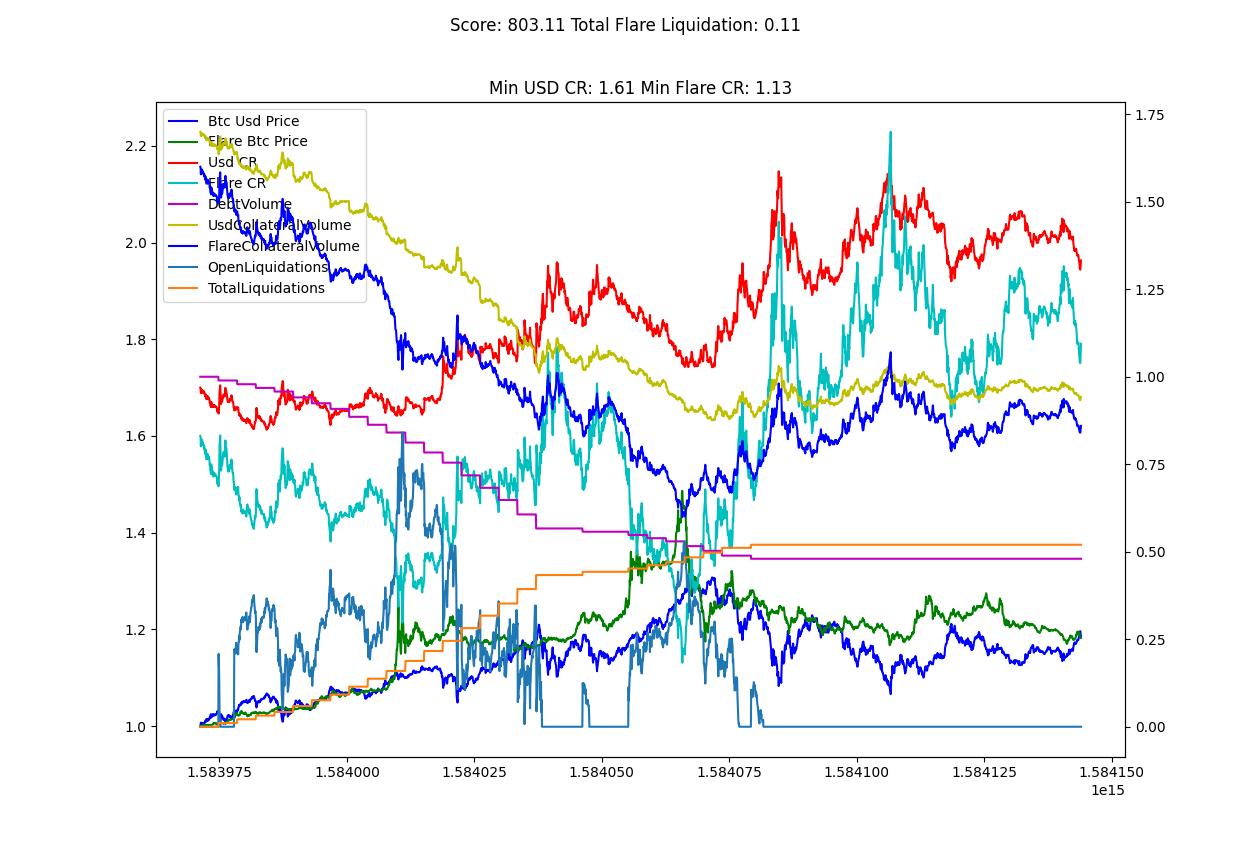 Score: 803.11 Total Flare Liquidation: 0.11
Min USD CR: 1.61 Min Flare CR: 1.13
Btc Usd Price
Flare Btc Price
Usd CR
Flare CR
DebtVolume
UsdCollateralVolume
FlareCollateralVolume
OpenLiquidations
TotalLiquidations
2.2
2.0
1.8
1.6
1.4
1.2
1.0
1.75
1.50
1.25
1.00
0.75
0.50
0.25
0.00
1.583975 1.584000 1.584025 1.584050 1.584075 1.584100 1.584125 1.584150
1e15